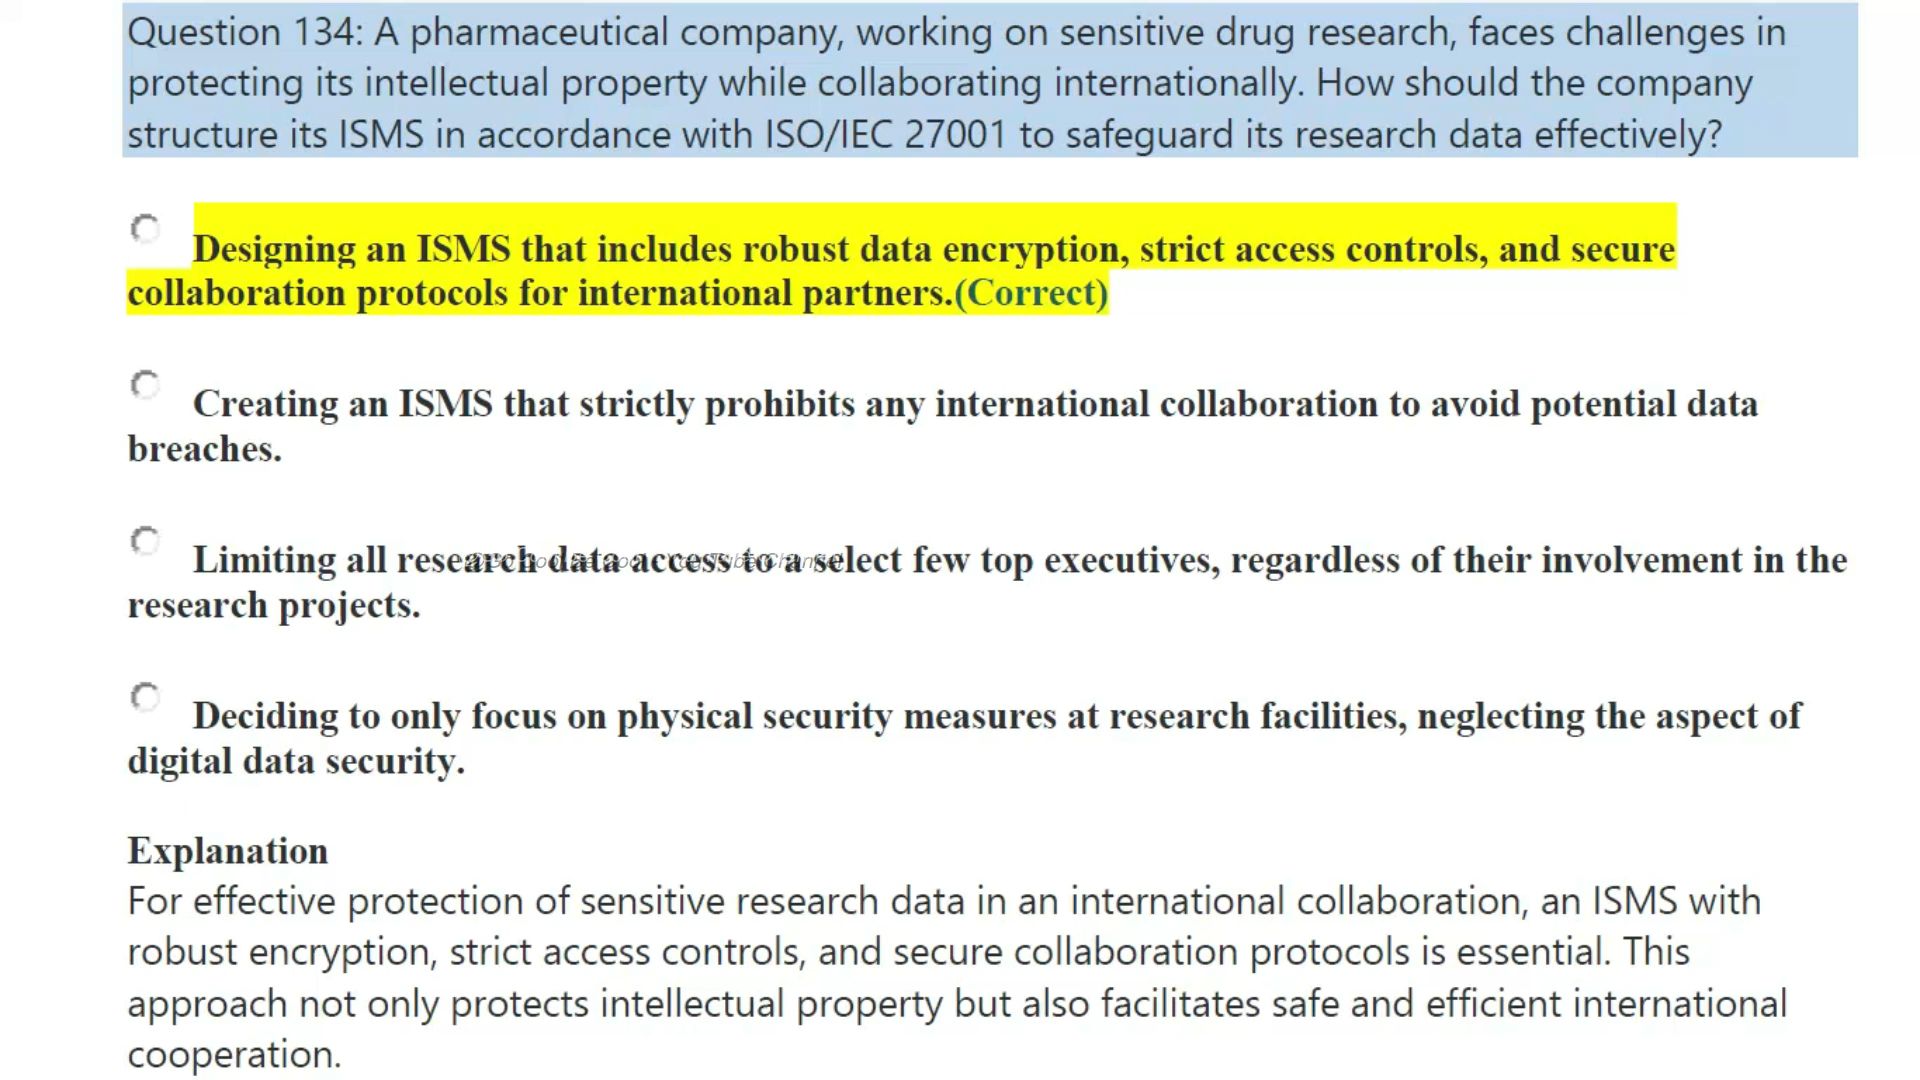 Question 134: A pharmaceutical company, working on sensitive drug research, faces challenges in
protecting its intellectual property while collaborating internationally. How should the company
structure its ISMS in accordance with ISO/IEC 27001 to safeguard its research data effectively?
Designing an ISMS that includes robust data encryption, strict access controls, and secure
collaboration protocols for international partners.(Correct)
Creating an ISMS that strictly prohibits any international collaboration to avoid potential data
breaches.
Limiting all research data access to a select few top executives, regardless of their involvement in the
research projects.
Deciding to only focus on physical security measures at research facilities, neglecting the aspect of
digital data security.
Explanation
For effective protection of sensitive research data in an international collaboration, an ISMS with
robust encryption, strict access controls, and secure collaboration protocols is essential. This
approach not only protects intellectual property but also facilitates safe and efficient international
cooperation.